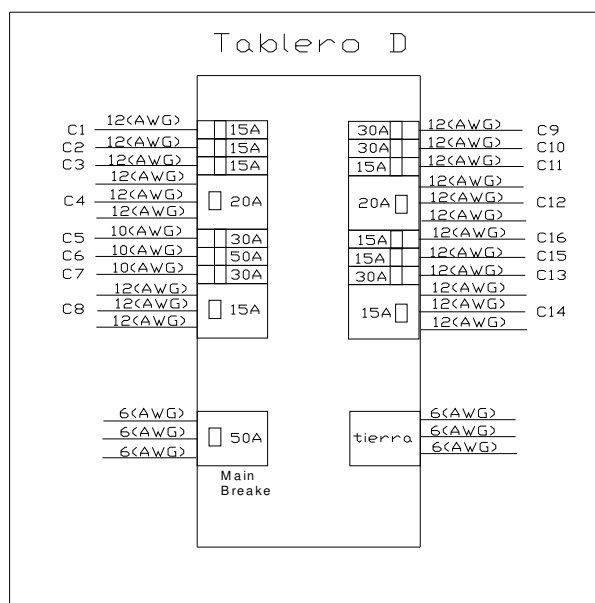 Tablero D
C1 12(AWG) 15A
C2 12(AWG) 15A
C3 12(AWG) 15A
12(AWG)
C4 12(AWG) 20A
12(AWG)
C5 10(AWG) 30A
C6 10(AWG) 50A
C7 10(AWG) 30A
12(AWG)
C8 12(AWG) 15A
12(AWG)
6(AWG)
6(AWG) 50A
6(AWG)
Main
Breake
30A 12(AWG) C9
30A 12(AWG) C10
15A 12(AWG) C11
12(AWG)
20A 12(AWG) C12
12(AWG)
15A 12(AWG) C16
15A 12(AWG) C15
30A 12(AWG) C13
12(AWG)
15A 12(AWG) C14
12(AWG)
6(AWG)
tierra 6(AWG)
6(AWG)